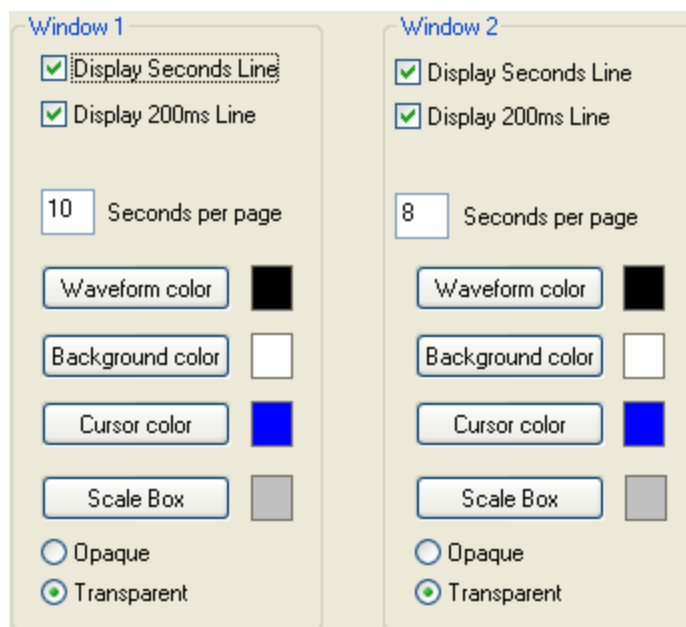 Window 1
Display Seconds Line
Display 200ms Line
10 Seconds per page
Waveform color
Background color
Cursor color
Scale Box
Opaque
Transparent
Window 2
Display Seconds Line
Display 200ms Line
8 Seconds per page
Waveform color
Background color
Cursor color
Scale Box
Opaque
Transparent